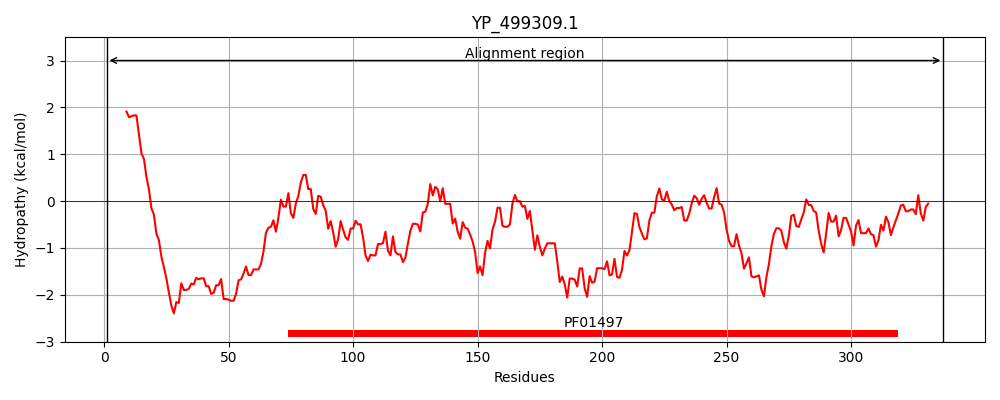 YP_499309.1
Alignment region
3
2
1
0
−1
−2
−3
Hydropathy (kcal/mol)
PF01497
0
50
100
150
200
250
300
Residues